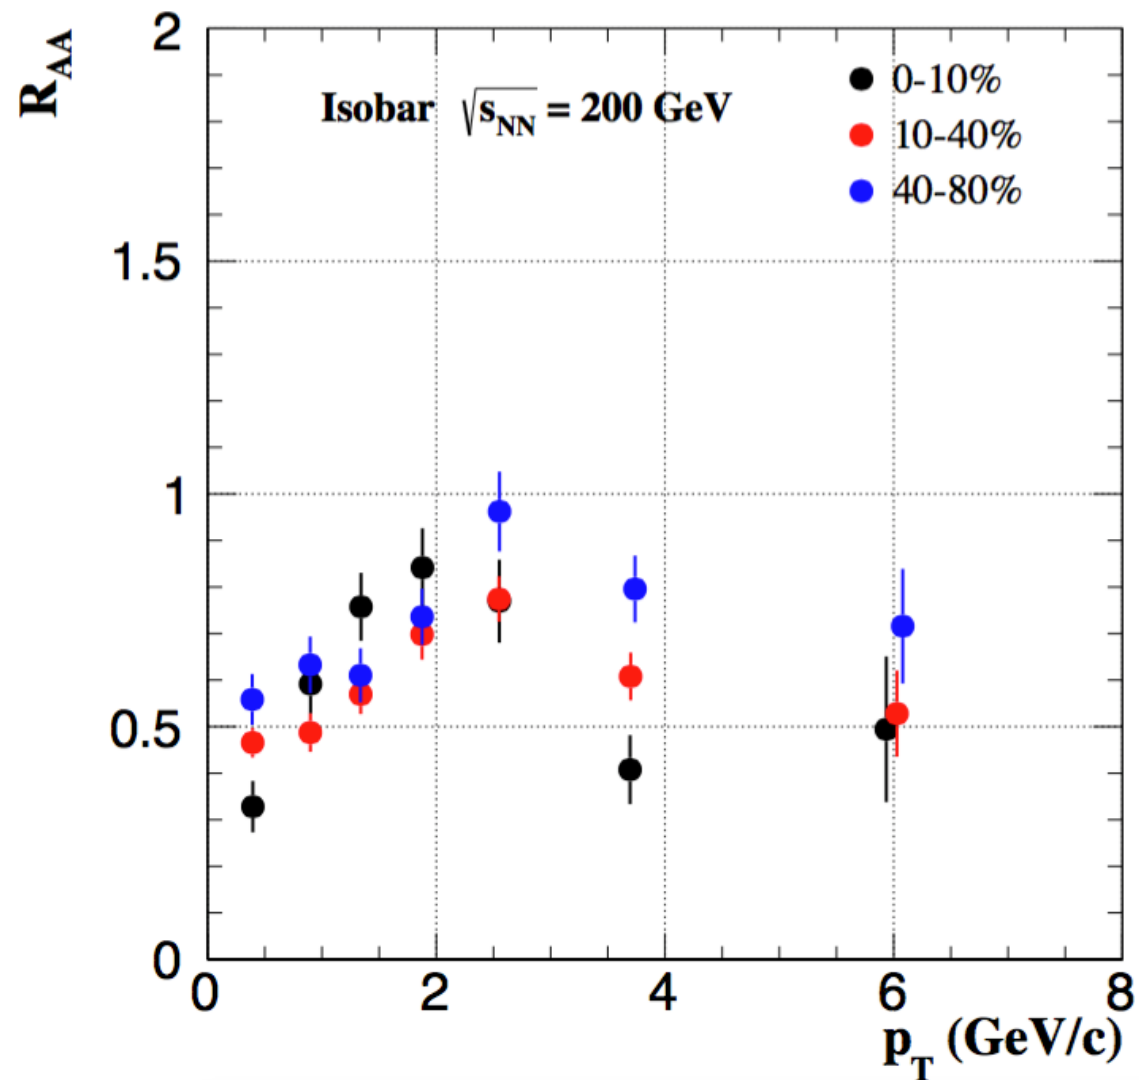 R_AA
2
1.5
1
0.5
0
Isobar √s_NN = 200 GeV
0-10%
10-40%
40-80%
0 2 4 6 8
p_T (GeV/c)